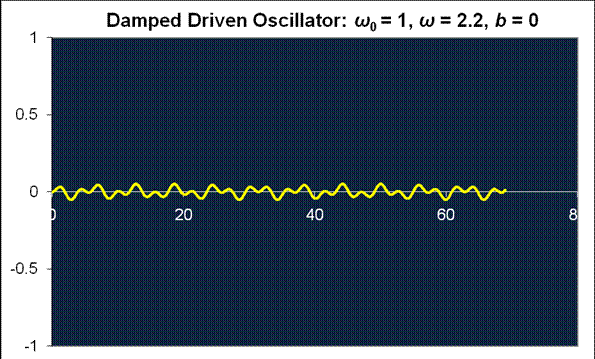 Damped Driven Oscillator: ω0 = 1, ω = 2.2, b = 0
1
0.5
0
0 20 40 60 8
-0.5
-1